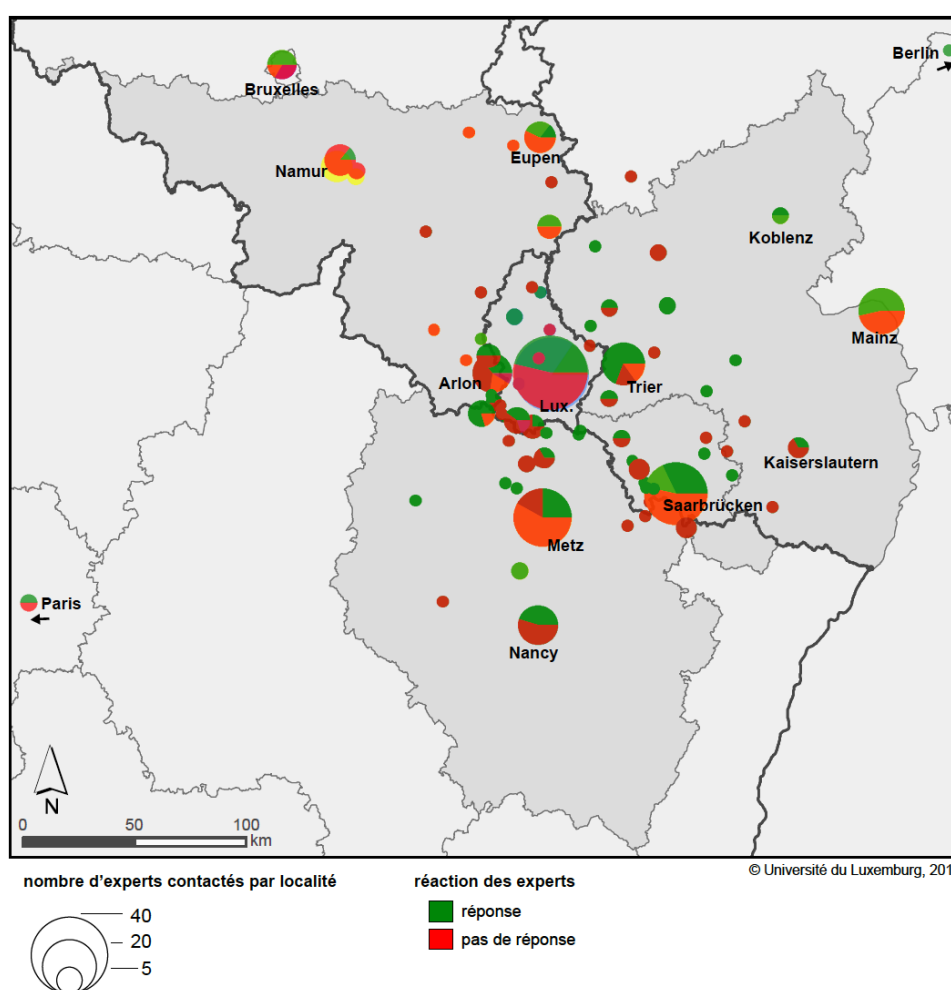 Berlin
Bruxelles
Eupen
Namur
Koblenz
Mainz
Arlon
Trier
Lux.
Kaiserslautern
Saarbrücken
Metz
Paris
Nancy
N
0 50 100
km
© Université du Luxemburg, 201
nombre d'experts contactés par localité
réaction des experts
40
réponse
20
pas de réponse
5